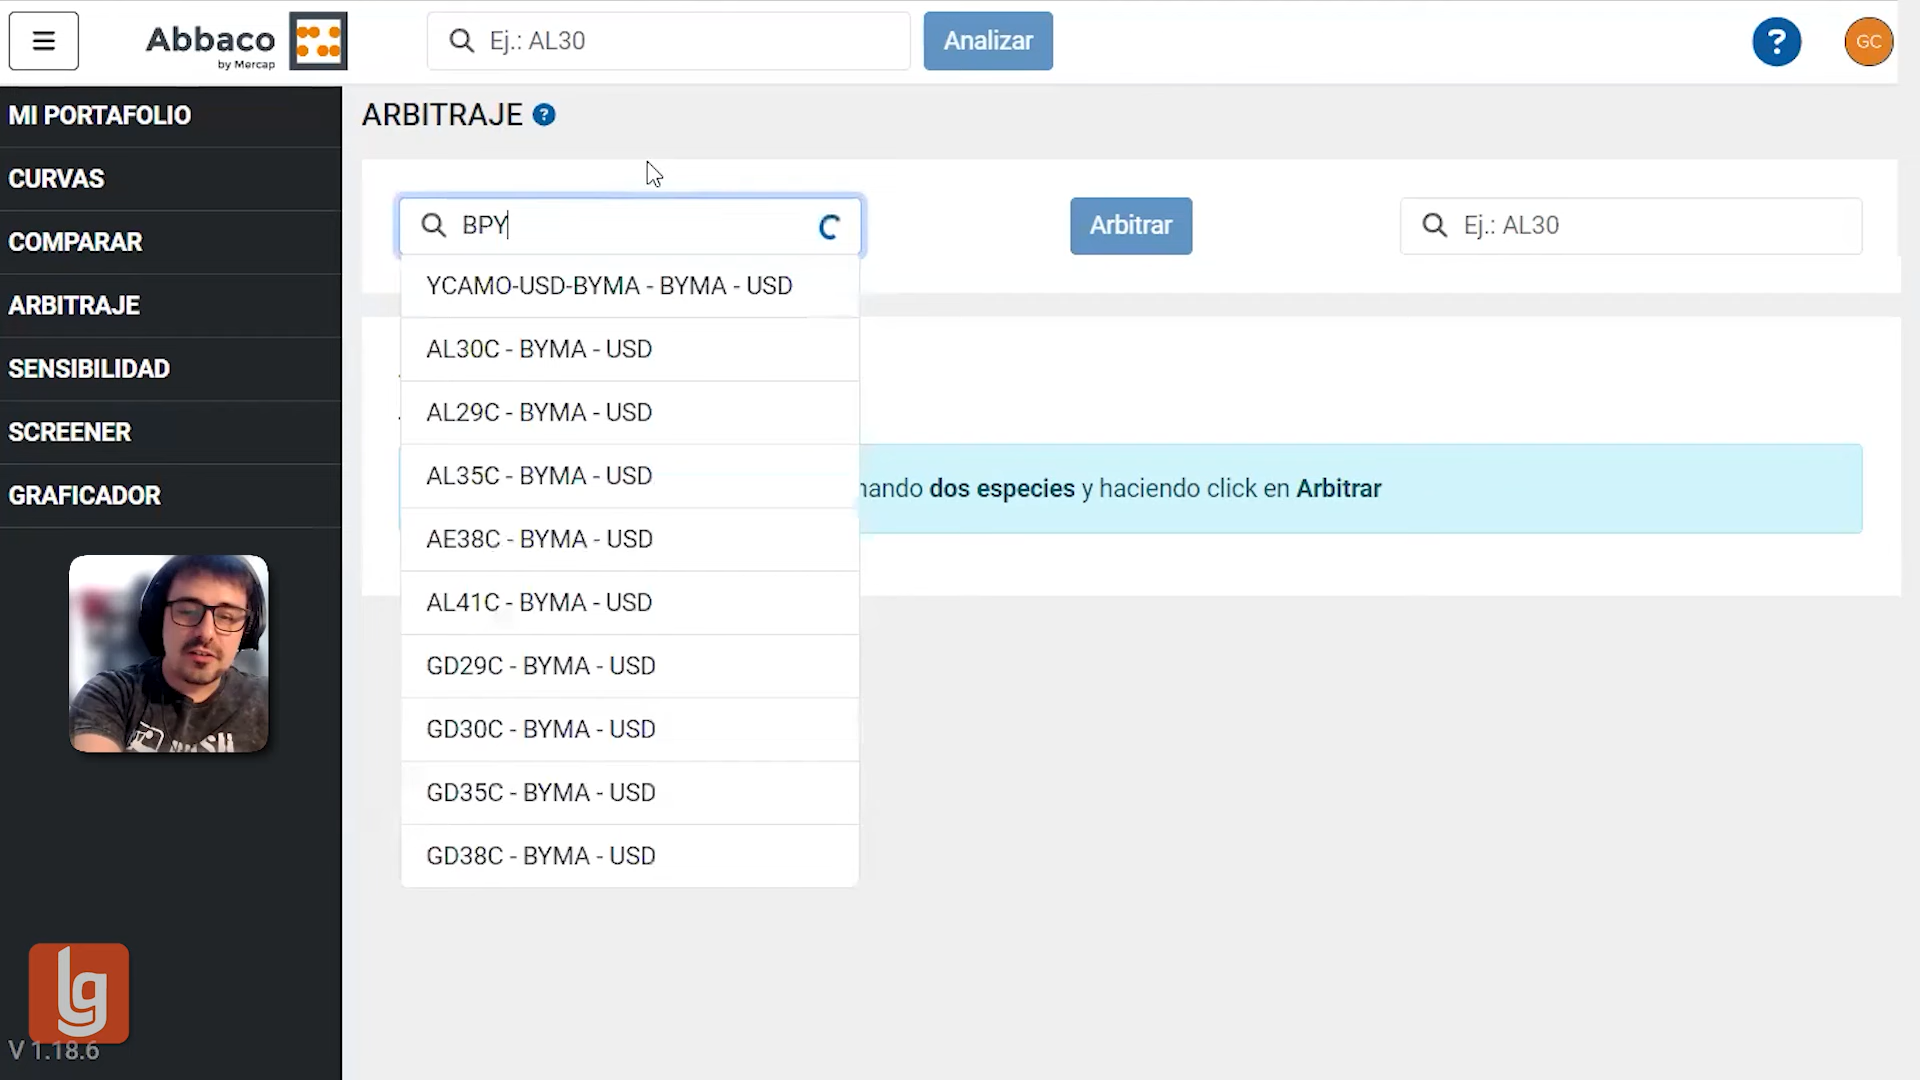 Abbaco
by Mercap
Ej.: AL30
Analizar
?
GC
MI PORTAFOLIO
CURVAS
COMPARAR
ARBITRAJE
SENSIBILIDAD
SCREENER
GRAFICADOR
lg
V 1.18.6
ARBITRAJE ?
BPY
Arbitrar
Ej.: AL30
YCAMO-USD-BYMA - BYMA - USD
AL30C - BYMA - USD
AL29C - BYMA - USD
AL35C - BYMA - USD
AE38C - BYMA - USD
AL41C - BYMA - USD
GD29C - BYMA - USD
GD30C - BYMA - USD
GD35C - BYMA - USD
GD38C - BYMA - USD
nando dos especies y haciendo click en Arbitrar